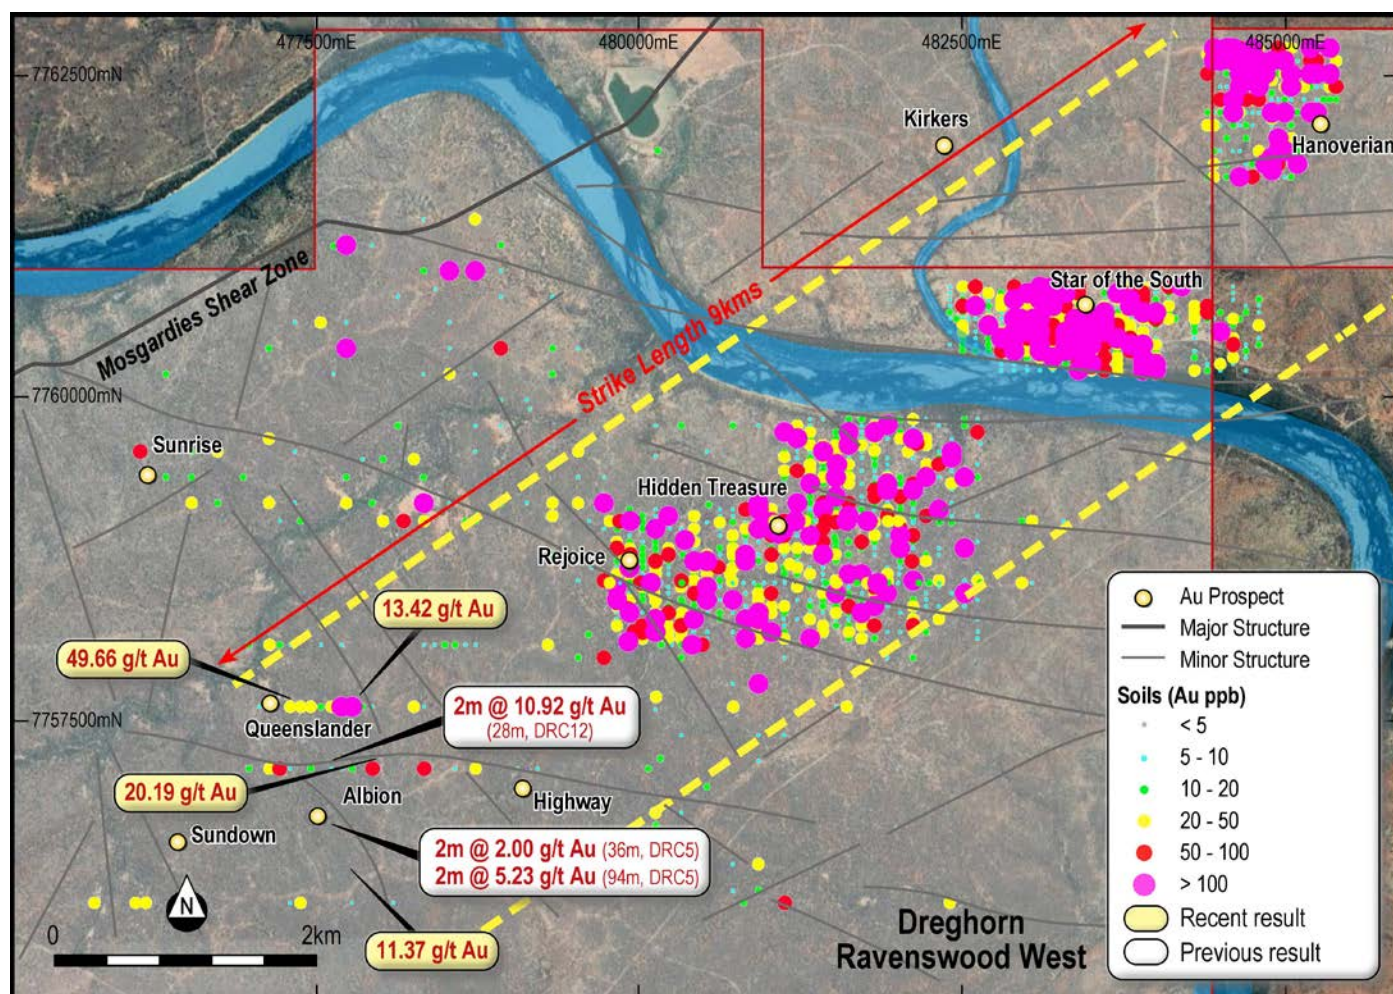 477500mE
480000mE
482500mE
485000mE
7762500mN
Kirkers
Hanoverian
Mosgardies Shear Zone
Star of the South
Strike Length 9kms
7760000mN
Sunrise
Hidden Treasure
Rejoice
13.42 g/t Au
49.66 g/t Au
Queenslander
7757500mN
2m @ 10.92 g/t Au
(28m, DRC12)
20.19 g/t Au
Albion
Highway
Sundown
2m @ 2.00 g/t Au (36m, DRC5)
2m @ 5.23 g/t Au (94m, DRC5)
N
0 2km
11.37 g/t Au
Dreghorn
Ravenswood West
Au Prospect
Major Structure
Minor Structure
Soils (Au ppb)
< 5
5 - 10
10 - 20
20 - 50
50 - 100
> 100
Recent result
Previous result